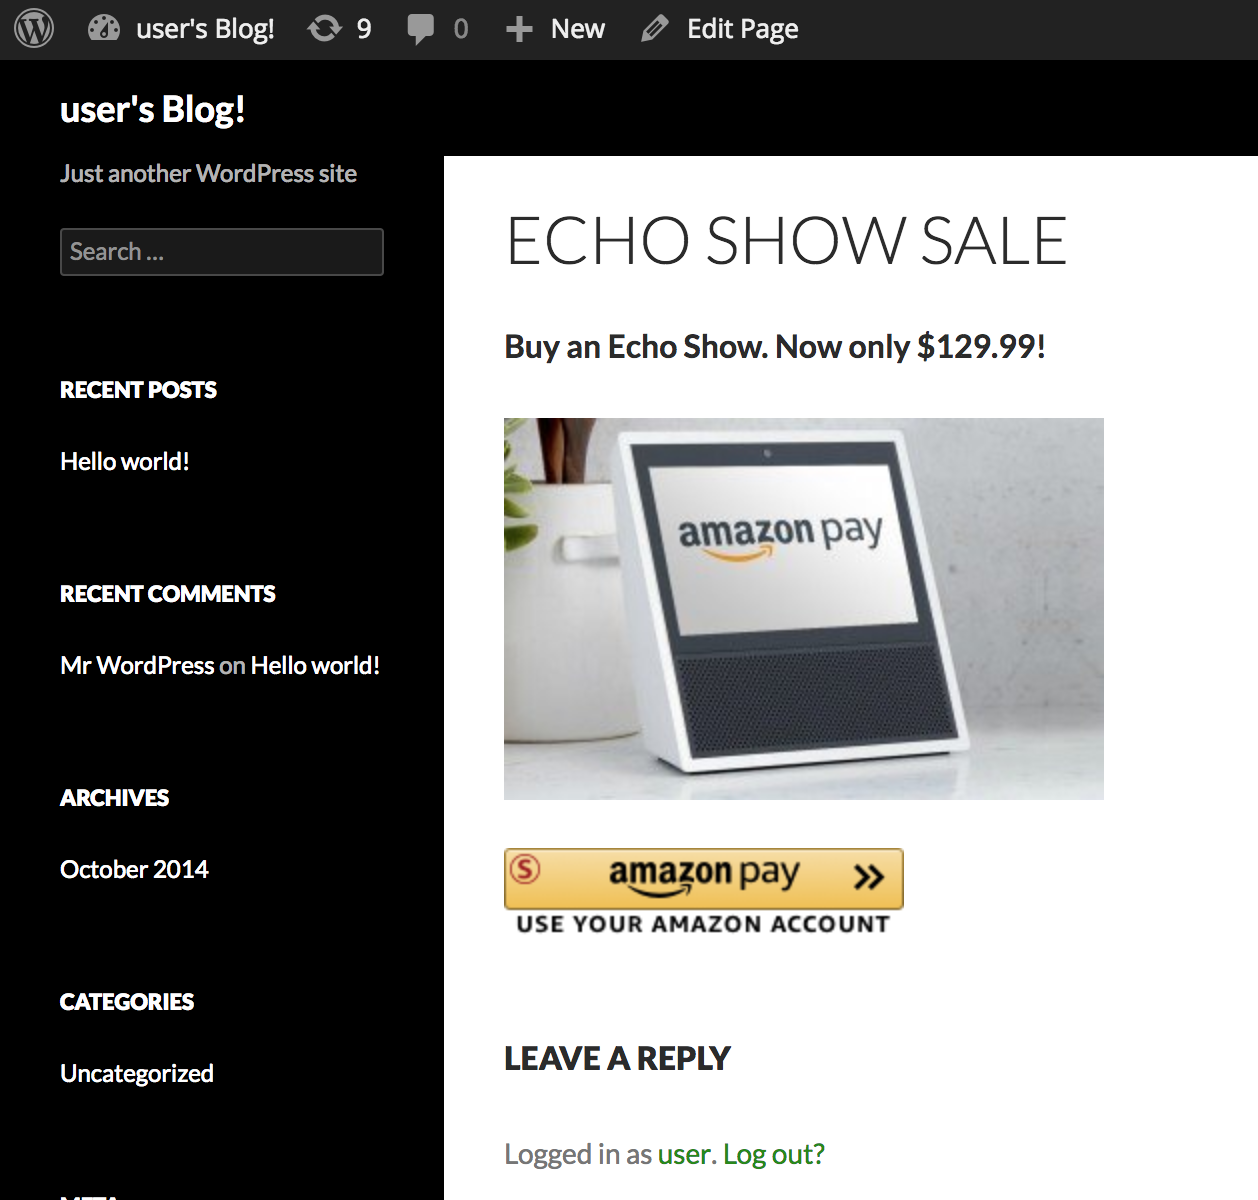 user's Blog! 9 0 New Edit Page
user's Blog!
Just another WordPress site
Search ...
RECENT POSTS
Hello world!
RECENT COMMENTS
Mr WordPress on Hello world!
ARCHIVES
October 2014
CATEGORIES
Uncategorized
META
ECHO SHOW SALE
Buy an Echo Show. Now only $129.99!
amazon pay
S amazon pay
USE YOUR AMAZON ACCOUNT
LEAVE A REPLY
Logged in as user. Log out?